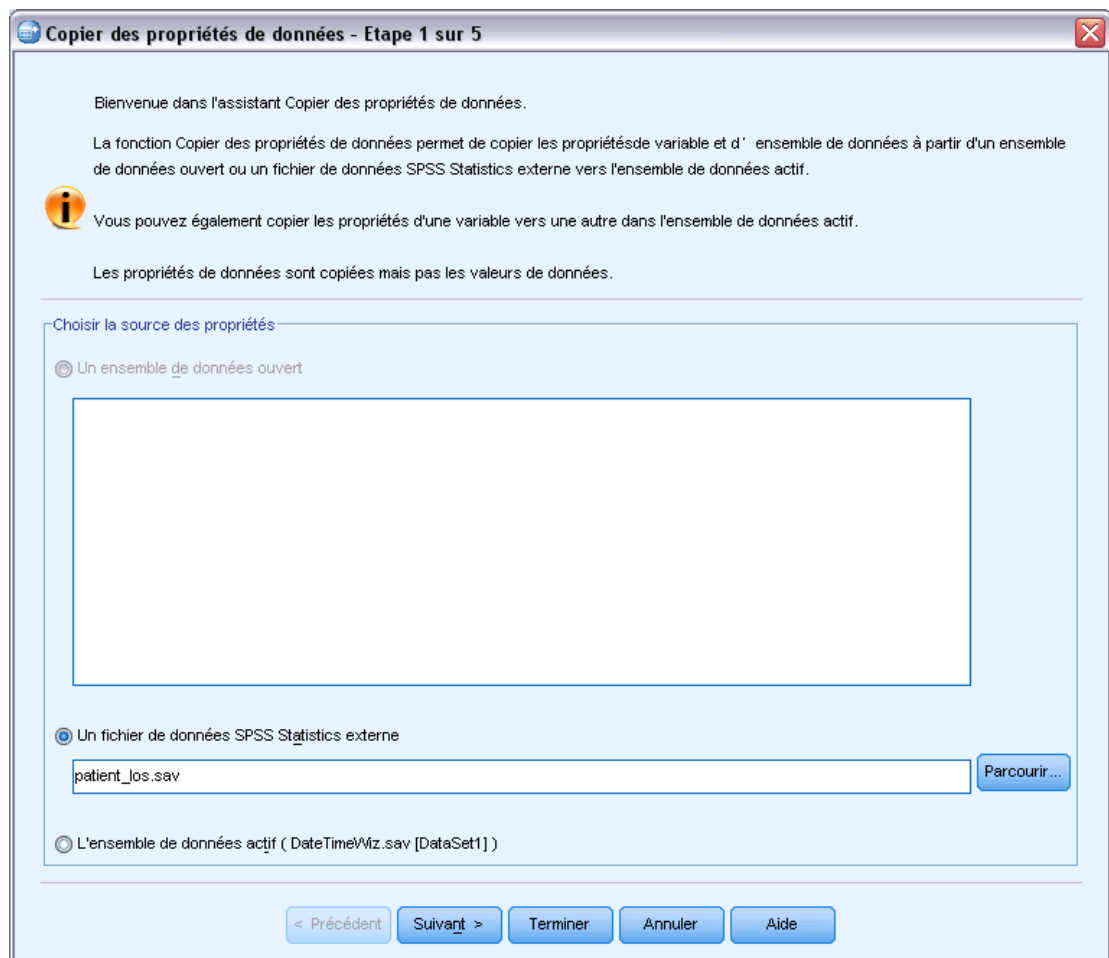 Copier des propriétés de données - Etape 1 sur 5
Bienvenue dans l'assistant Copier des propriétés de données.
La fonction Copier des propriétés de données permet de copier les propriétésde variable et d' ensemble de données à partir d'un ensemble
de données ouvert ou un fichier de données SPSS Statistics externe vers l'ensemble de données actif.
Vous pouvez également copier les propriétés d'une variable vers une autre dans l'ensemble de données actif.
Les propriétés de données sont copiées mais pas les valeurs de données.
Choisir la source des propriétés
Un ensemble de données ouvert
Un fichier de données SPSS Statistics externe
patient_los.sav
Parcourir...
L'ensemble de données actif ( DateTimeWiz.sav [DataSet1] )
< Précédent
Suivant >
Terminer
Annuler
Aide